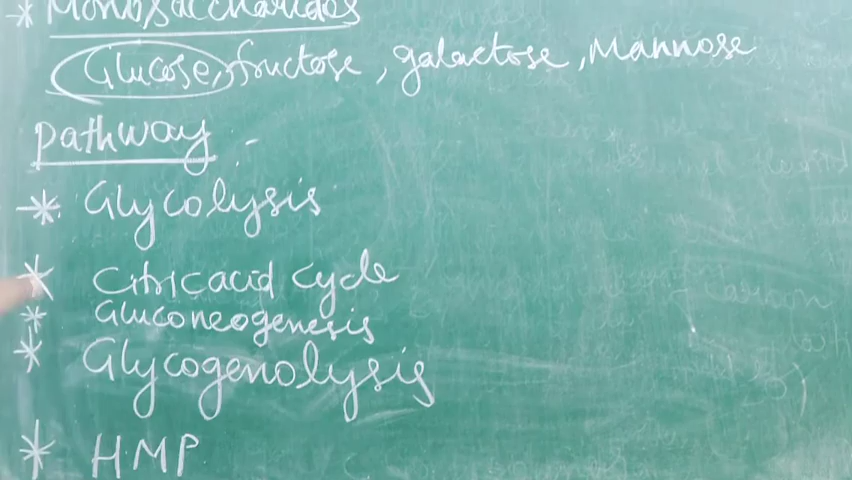 * Monosaccharides
Glucose, fructose, galactose, Mannose
Pathway :-
* Glycolysis
* Citric acid cycle
* Gluconeogenesis
* Glycogenolysis
* HMP